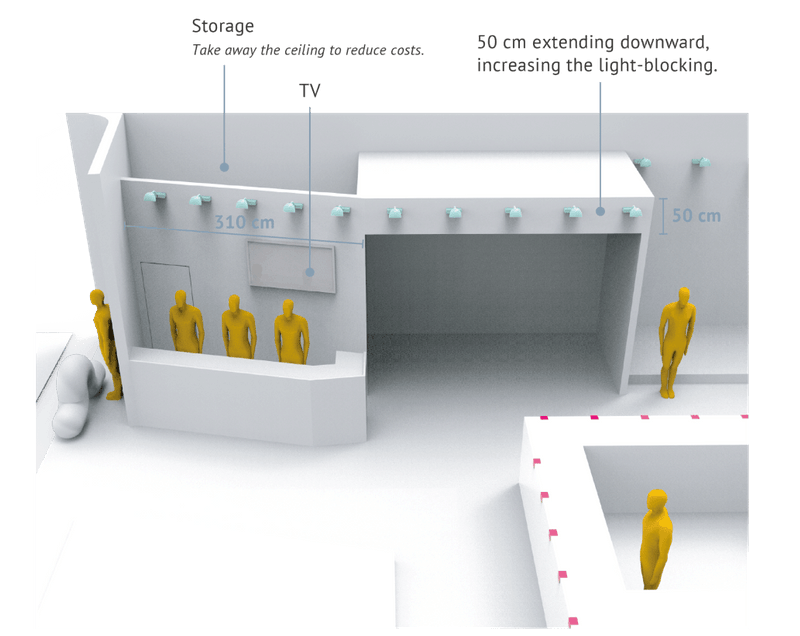 Storage
Take away the ceiling to reduce costs.
50 cm extending downward,
increasing the light-blocking.
TV
310 cm
50 cm